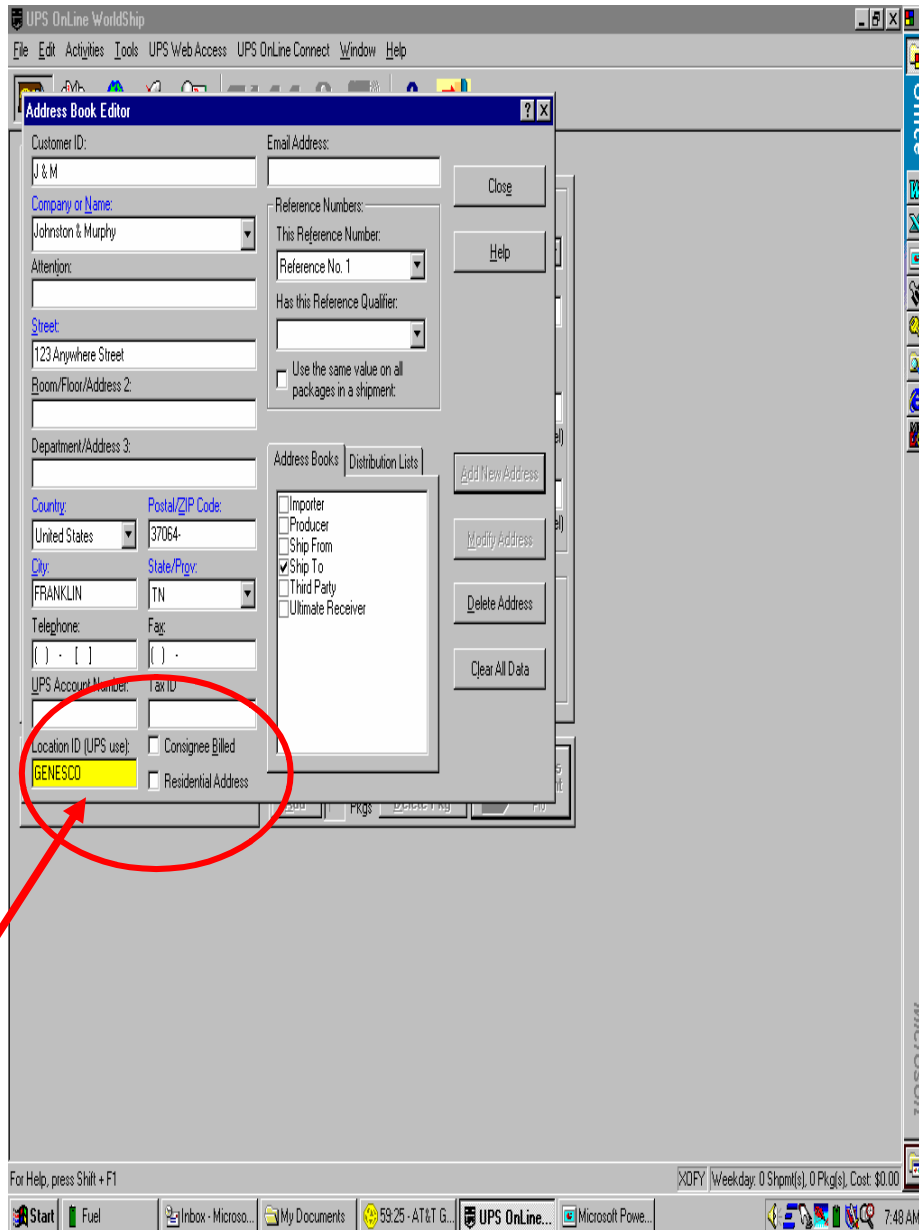 UPS OnLine WorldShip
File Edit Activities Tools UPS Web Access UPS OnLine Connect Window Help
Address Book Editor
Customer ID:
J & M
Company or Name:
Johnston & Murphy
Attention:
Street:
123 Anywhere Street
Room/Floor/Address 2:
Department/Address 3:
Country: Postal/ZIP Code:
United States 37064-
City: State/Prov:
FRANKLIN TN
Telephone: Fax:
( ) - [ ] ( ) -
UPS Account Number: Tax ID
Location ID (UPS use):
GENESCO
Consignee Billed
Residential Address
Email Address:
Reference Numbers:
This Reference Number:
Reference No. 1
Has this Reference Qualifier:
Use the same value on all
packages in a shipment:
Address Books Distribution Lists
Importer
Producer
Ship From
Ship To
Third Party
Ultimate Receiver
Close
Help
Add New Address
Modify Address
Delete Address
Clear All Data
Pkgs
Office
Microsoft
For Help, press Shift + F1
XOFY Weekday: 0 Shpmt(s), 0 Pkg(s), Cost: $0.00
Start Fuel Inbox - Microso... My Documents 59:25 - AT&T G... UPS OnLine... Microsoft Powe... 7:48 AM